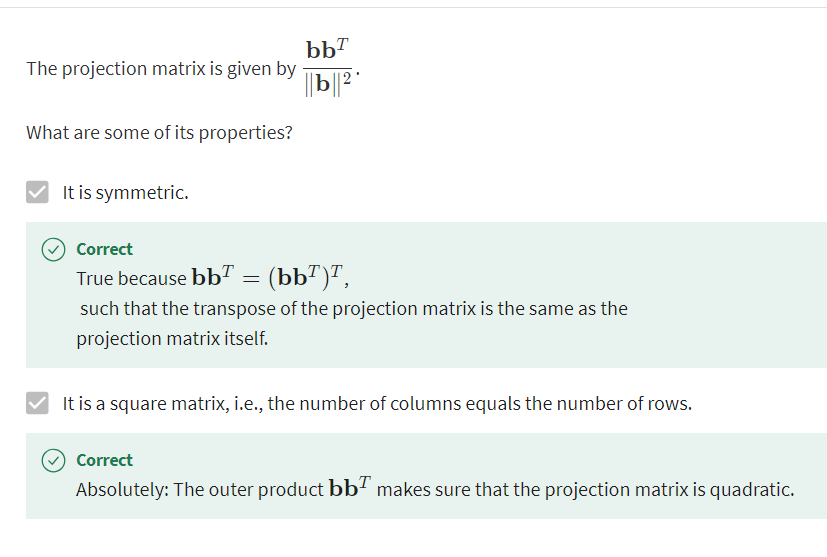 The projection matrix is given by $\frac{\mathbf{b}\mathbf{b}^T}{||\mathbf{b}||^2}$.
What are some of its properties?
It is symmetric.
Correct
True because $\mathbf{b}\mathbf{b}^T = (\mathbf{b}\mathbf{b}^T)^T$,
such that the transpose of the projection matrix is the same as the
projection matrix itself.
It is a square matrix, i.e., the number of columns equals the number of rows.
Correct
Absolutely: The outer product $\mathbf{b}\mathbf{b}^T$ makes sure that the projection matrix is quadratic.